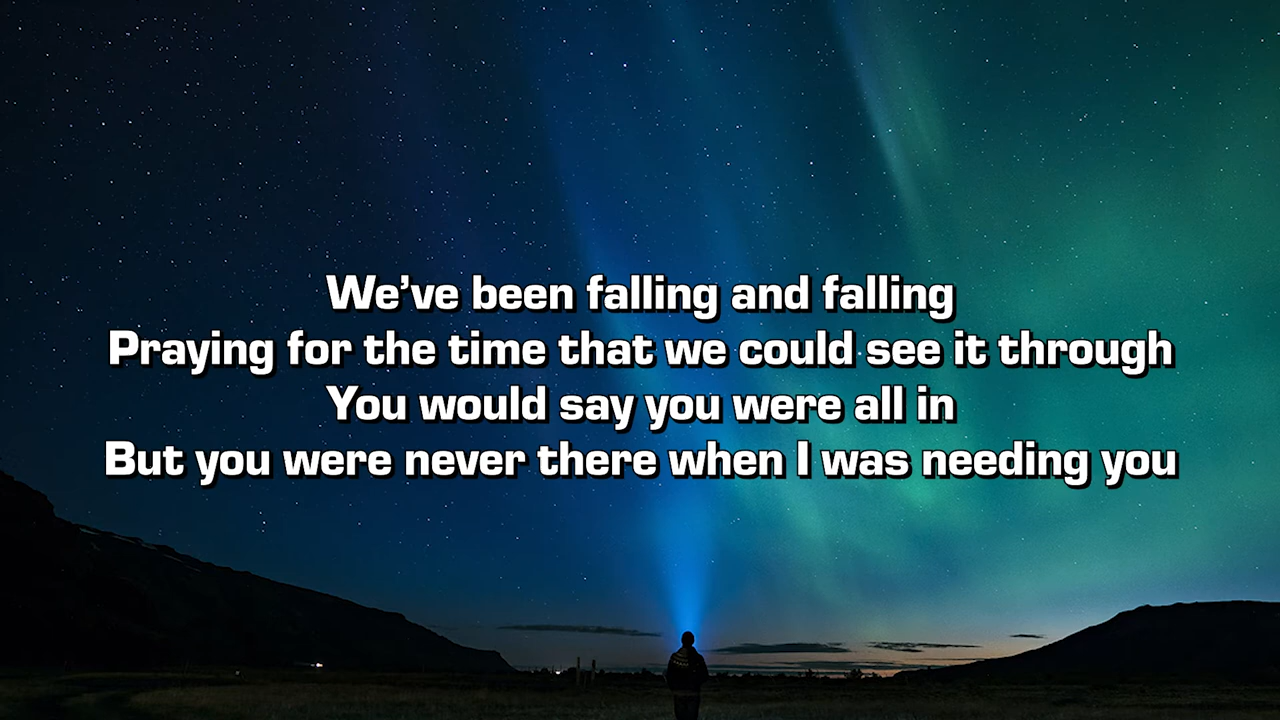 We’ve been falling and falling
Praying for the time that we could see it through
You would say you were all in
But you were never there when I was needing you